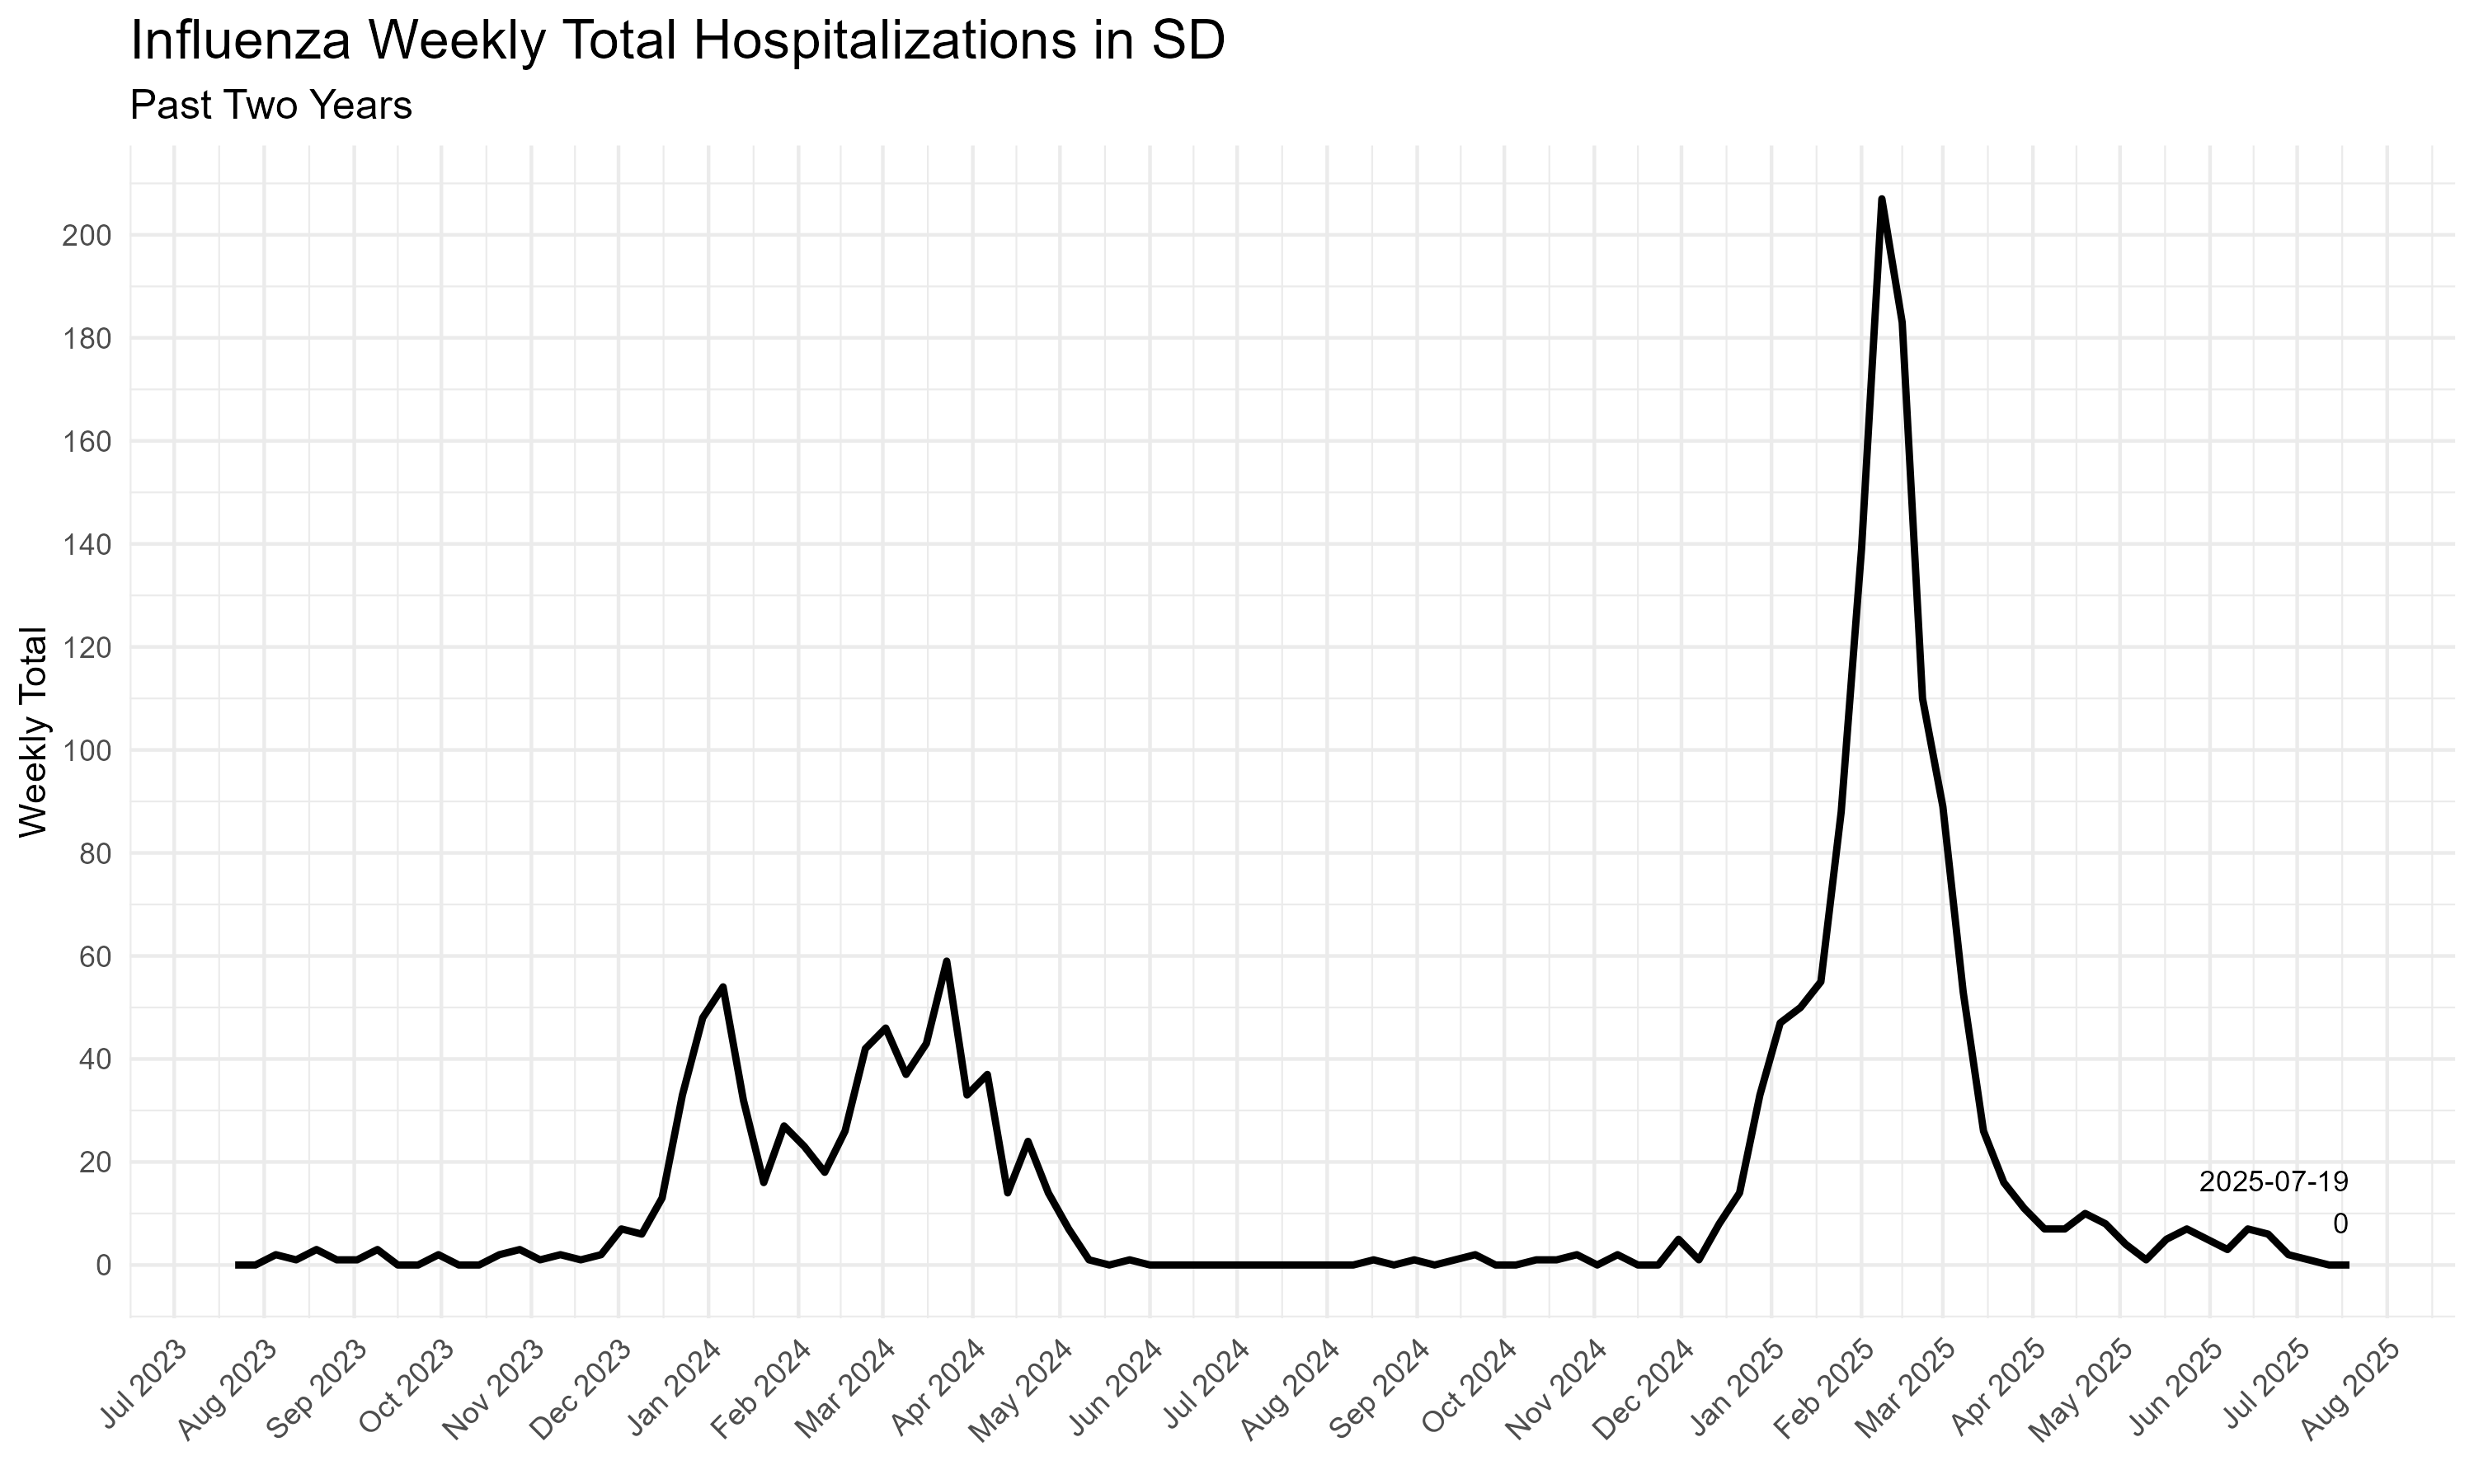 Influenza Weekly Total Hospitalizations in SD
Past Two Years
Weekly Total
200
180
160
140
120
100
80
60
40
20
0
2025-07-19
0
Jul 2023
Aug 2023
Sep 2023
Oct 2023
Nov 2023
Dec 2023
Jan 2024
Feb 2024
Mar 2024
Apr 2024
May 2024
Jun 2024
Jul 2024
Aug 2024
Sep 2024
Oct 2024
Nov 2024
Dec 2024
Jan 2025
Feb 2025
Mar 2025
Apr 2025
May 2025
Jun 2025
Jul 2025
Aug 2025